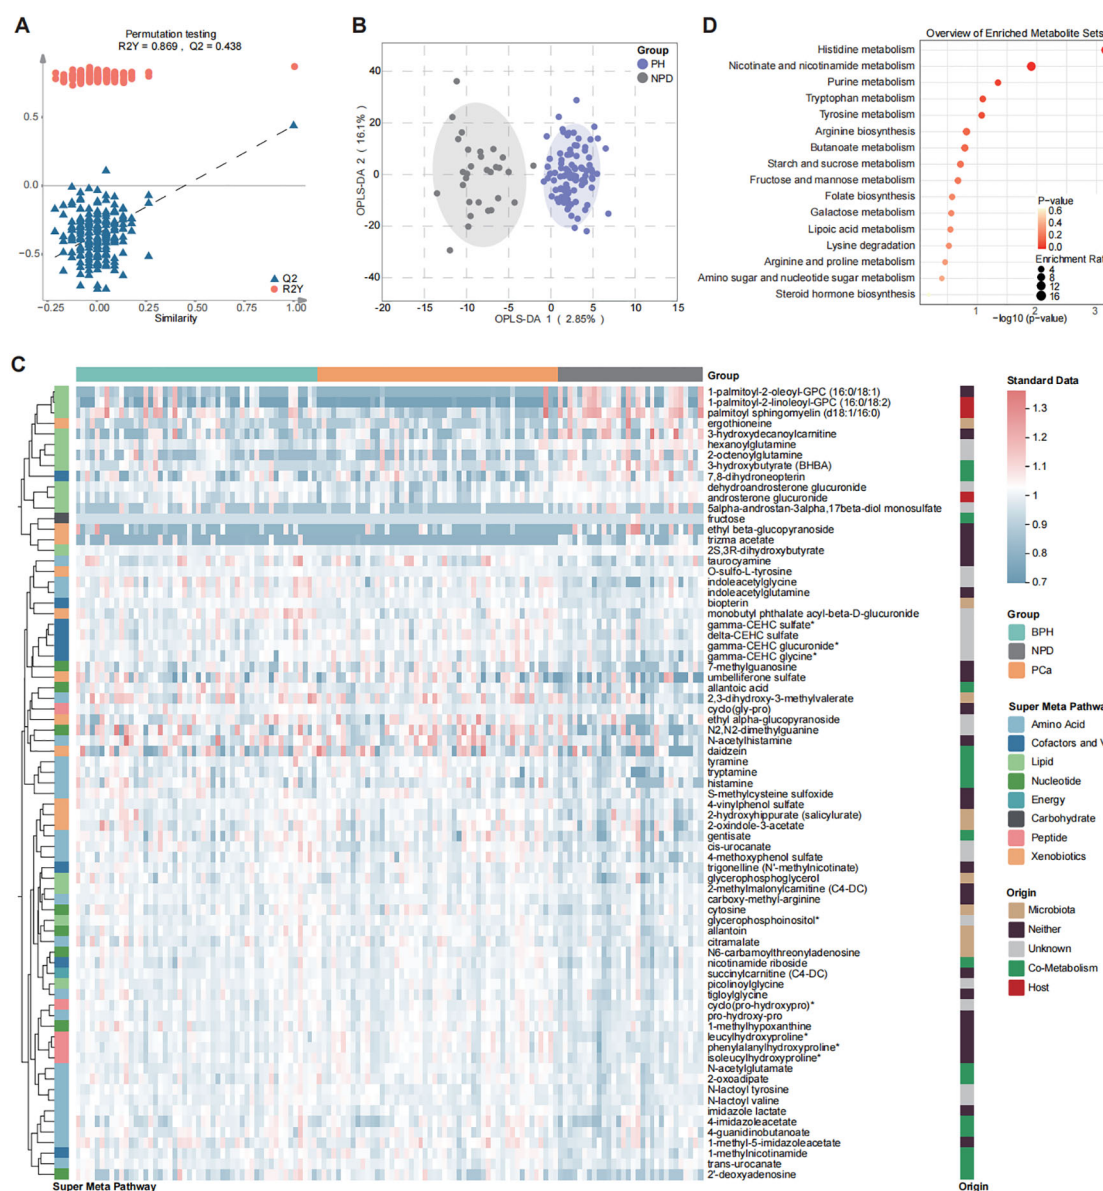 A
Permutation testing
R2Y = 0.869 , Q2 = 0.438
0.5
0.0
−0.5
−0.25
0.00
0.25
0.50
0.75
1.00
Similarity
Q2
R2Y
B
Group
PH
NPD
OPLS-DA 2 ( 16.1% )
40
20
0
-20
-40
-20
-15
-10
-5
0
5
10
15
OPLS-DA 1 ( 2.85% )
D
Overview of Enriched Metabolite Sets
Histidine metabolism
Nicotinate and nicotinamide metabolism
Purine metabolism
Tryptophan metabolism
Tyrosine metabolism
Arginine biosynthesis
Butanoate metabolism
Starch and sucrose metabolism
Fructose and mannose metabolism
Folate biosynthesis
Galactose metabolism
Lipoic acid metabolism
Lysine degradation
Arginine and proline metabolism
Amino sugar and nucleotide sugar metabolism
Steroid hormone biosynthesis
1
2
3
−log10 (p−value)
P−value
0.6
0.4
0.2
0.0
Enrichment Rat
4
8
12
16
C
Group
1-palmitoyl-2-oleoyl-GPC (16:0/18:1)
1-palmitoyl-2-linoleoyl-GPC (16:0/18:2)
palmitoyl sphingomyelin (d18:1/16:0)
ergothioneine
3-hydroxydecanoylcarnitine
hexanoylglutamine
2-octenoylglutamine
3-hydroxybutyrate (BHBA)
7,8-dihydroneopterin
dehydroandrosterone glucuronide
androsterone glucuronide
5alpha-androstan-3alpha,17beta-diol monosulfate
fructose
ethyl beta-glucopyranoside
trizma acetate
2S,3R-dihydroxybutyrate
taurocyamine
O-sulfo-L-tyrosine
indoleacetylglycine
indoleacetylglutamine
biopterin
monobutyl phthalate acyl-beta-D-glucuronide
gamma-CEHC sulfate*
delta-CEHC sulfate
gamma-CEHC glucuronide*
gamma-CEHC glycine*
7-methylguanosine
umbelliferone sulfate
allantoic acid
2,3-dihydroxy-3-methylvalerate
cyclo(gly-pro)
ethyl alpha-glucopyranoside
N2,N2-dimethylguanine
N-acetylhistamine
daidzein
tyramine
tryptamine
histamine
S-methylcysteine sulfoxide
4-vinylphenol sulfate
2-hydroxyhippurate (salicylurate)
2-oxindole-3-acetate
gentisate
cis-urocanate
4-methoxyphenol sulfate
trigonelline (N'-methylnicotinate)
glycerophosphoglycerol
2-methylmalonylcarnitine (C4-DC)
carboxy-methyl-arginine
cytosine
glycerophosphoinositol*
allantoin
citramalate
N6-carbamoylthreonyladenosine
nicotinamide riboside
succinylcarnitine (C4-DC)
picolinoylglycine
tigloylglycine
cyclo(pro-hydroxypro)*
pro-hydroxy-pro
1-methylhypoxanthine
leucylhydroxyproline*
phenylalanylhydroxyproline*
isoleucylhydroxyproline*
N-acetylglutamate
2-oxoadipate
N-lactoyl tyrosine
N-lactoyl valine
imidazole lactate
4-imidazoleacetate
4-guanidinobutanoate
1-methyl-5-imidazoleacetate
1-methylnicotinamide
trans-urocanate
2'-deoxyadenosine
Super Meta Pathway
Origin
Standard Data
1.3
1.2
1.1
1
0.9
0.8
0.7
Group
BPH
NPD
PCa
Super Meta Pathway
Amino Acid
Cofactors and V
Lipid
Nucleotide
Energy
Carbohydrate
Peptide
Xenobiotics
Origin
Microbiota
Neither
Unknown
Co-Metabolism
Host